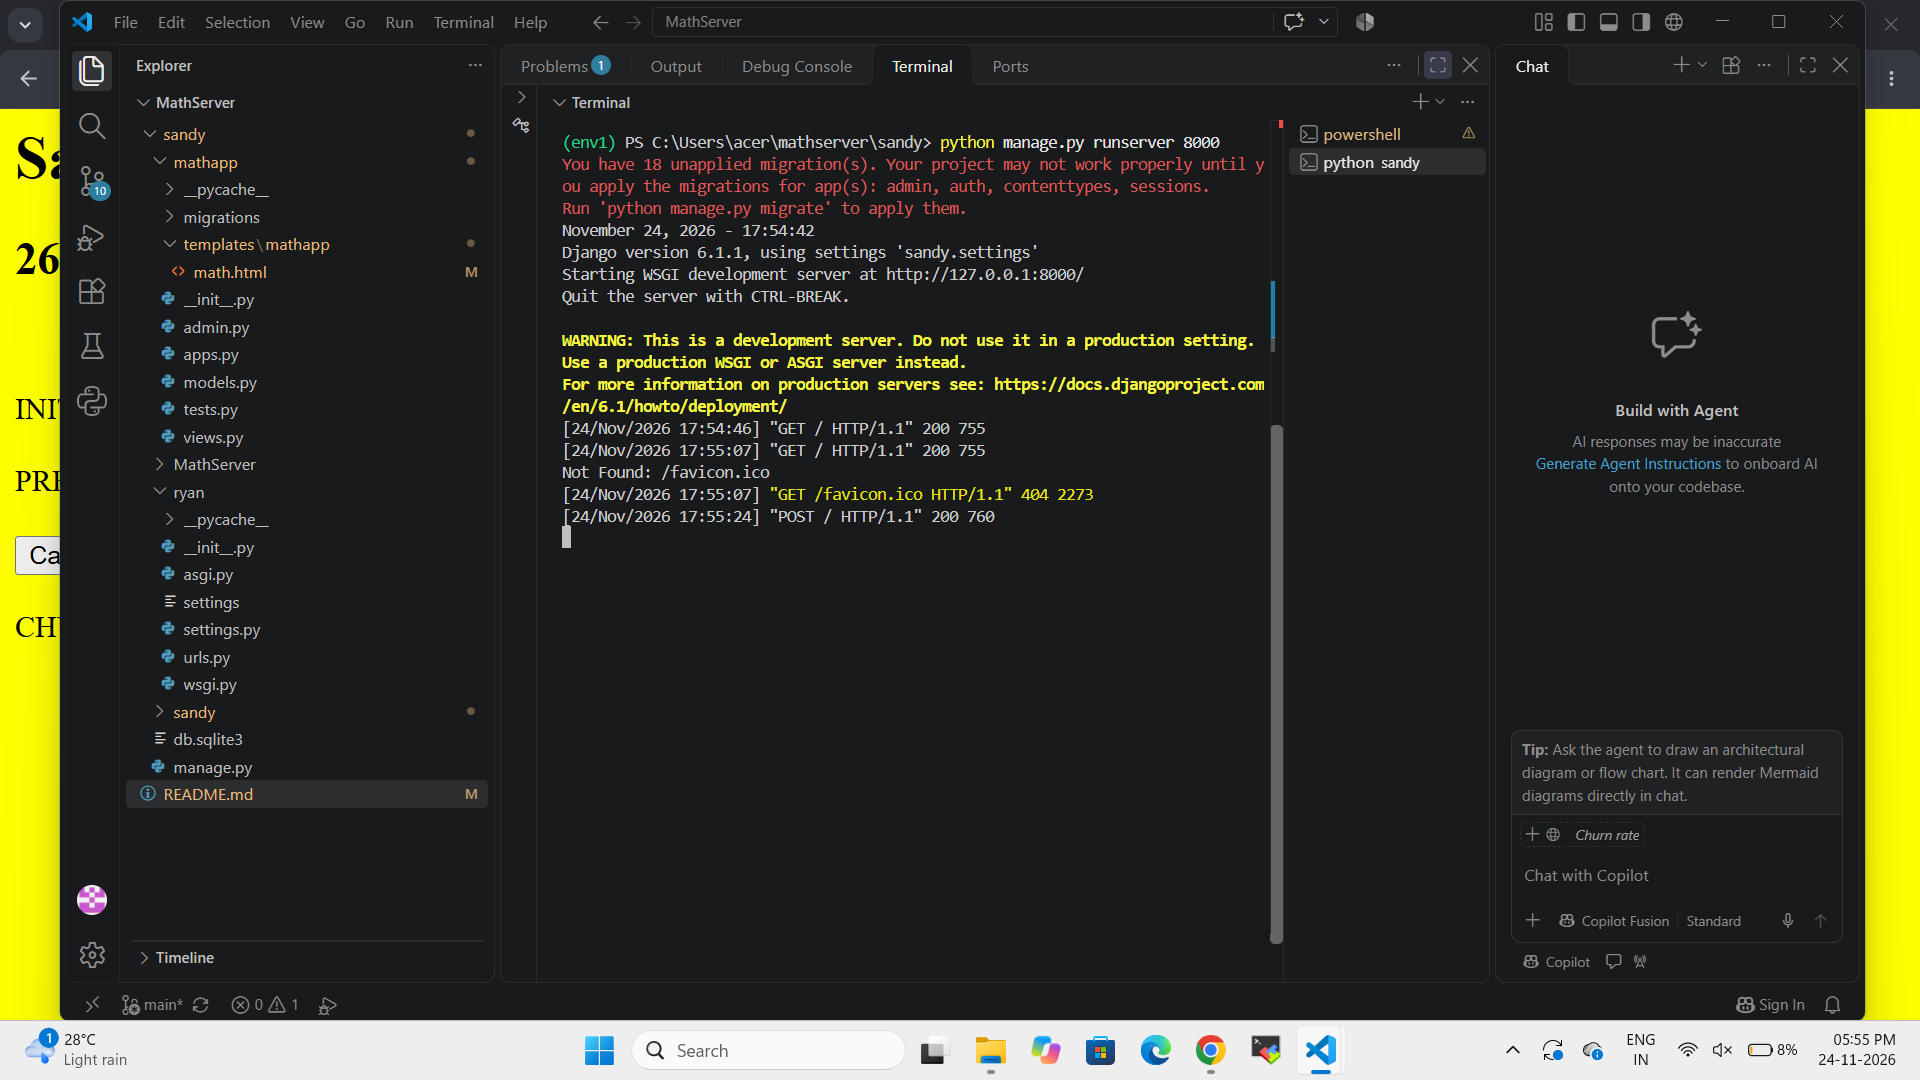 File Edit Selection View Go Run Terminal Help
MathServer
Explorer
MathServer
sandy
mathapp
__pycache__
migrations
templates\mathapp
math.html M
__init__.py
admin.py
apps.py
models.py
tests.py
views.py
MathServer
ryan
__pycache__
__init__.py
asgi.py
settings
settings.py
urls.py
wsgi.py
sandy
db.sqlite3
manage.py
README.md M
Timeline
10
Problems 1 Output Debug Console Terminal Ports
Terminal
(env1) PS C:\Users\acer\mathserver\sandy> python manage.py runserver 8000
You have 18 unapplied migration(s). Your project may not work properly until y
ou apply the migrations for app(s): admin, auth, contenttypes, sessions.
Run 'python manage.py migrate' to apply them.
November 24, 2026 - 17:54:42
Django version 6.1.1, using settings 'sandy.settings'
Starting WSGI development server at http://127.0.0.1:8000/
Quit the server with CTRL-BREAK.
WARNING: This is a development server. Do not use it in a production setting.
Use a production WSGI or ASGI server instead.
For more information on production servers see: https://docs.djangoproject.com
/en/6.1/howto/deployment/
[24/Nov/2026 17:54:46] "GET / HTTP/1.1" 200 755
[24/Nov/2026 17:55:07] "GET / HTTP/1.1" 200 755
Not Found: /favicon.ico
[24/Nov/2026 17:55:07] "GET /favicon.ico HTTP/1.1" 404 2273
[24/Nov/2026 17:55:24] "POST / HTTP/1.1" 200 760
powershell
python sandy
Chat
Build with Agent
AI responses may be inaccurate
Generate Agent Instructions to onboard AI
onto your codebase.
Tip: Ask the agent to draw an architectural
diagram or flow chart. It can render Mermaid
diagrams directly in chat.
Churn rate
Chat with Copilot
Copilot Fusion Standard
Copilot
main* 0 1
Sign In
1
28°C
Light rain
Search
ENG
IN
8%
05:55 PM
24-11-2026
26